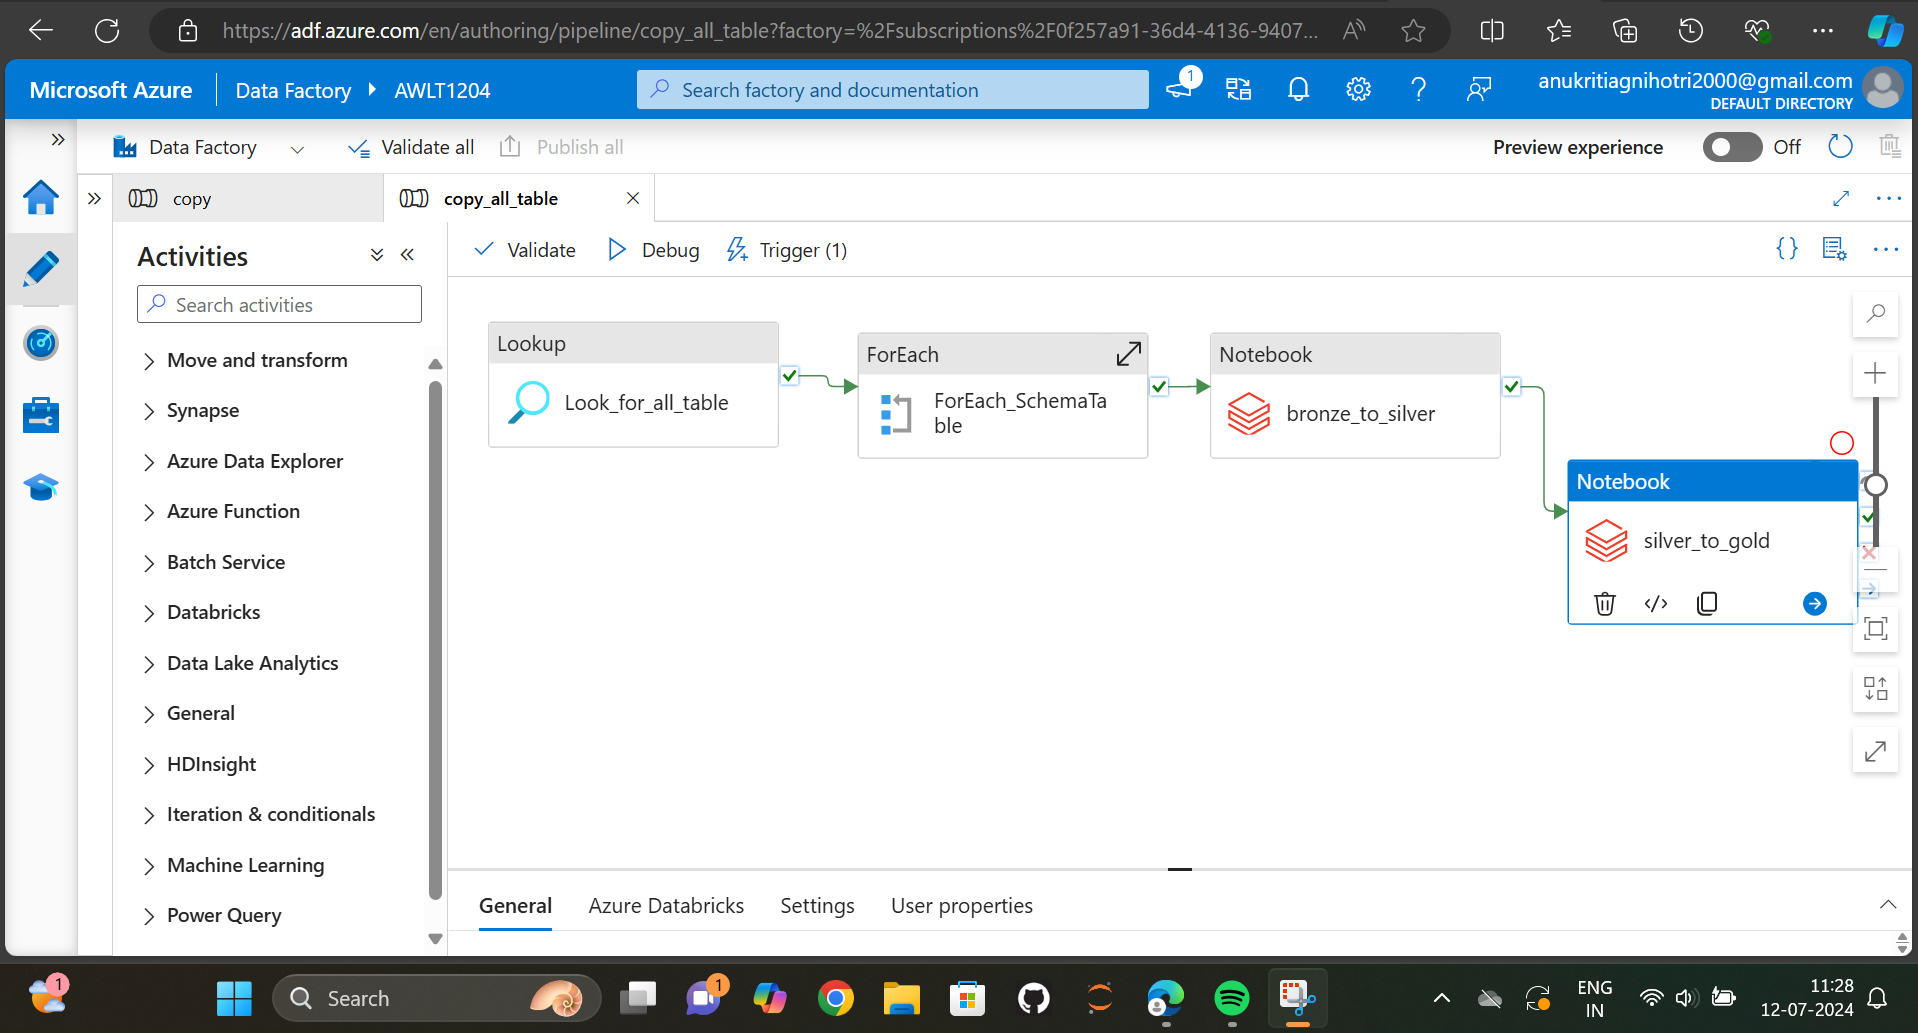 https://adf.azure.com/en/authoring/pipeline/copy_all_table?factory=%2Fsubscriptions%2F0f257a91-36d4-4136-9407...
Microsoft Azure
Data Factory
AWLT1204
Search factory and documentation
1
anukritiagnihotri2000@gmail.com
DEFAULT DIRECTORY
Data Factory
Validate all
Publish all
Preview experience
Off
copy
copy_all_table
Activities
Search activities
Move and transform
Synapse
Azure Data Explorer
Azure Function
Batch Service
Databricks
Data Lake Analytics
General
HDInsight
Iteration & conditionals
Machine Learning
Power Query
Validate
Debug
Trigger (1)
Lookup
Look_for_all_table
ForEach
ForEach_SchemaTa
ble
Notebook
bronze_to_silver
Notebook
silver_to_gold
General
Azure Databricks
Settings
User properties
1
Search
1
ENG
IN
11:28
12-07-2024